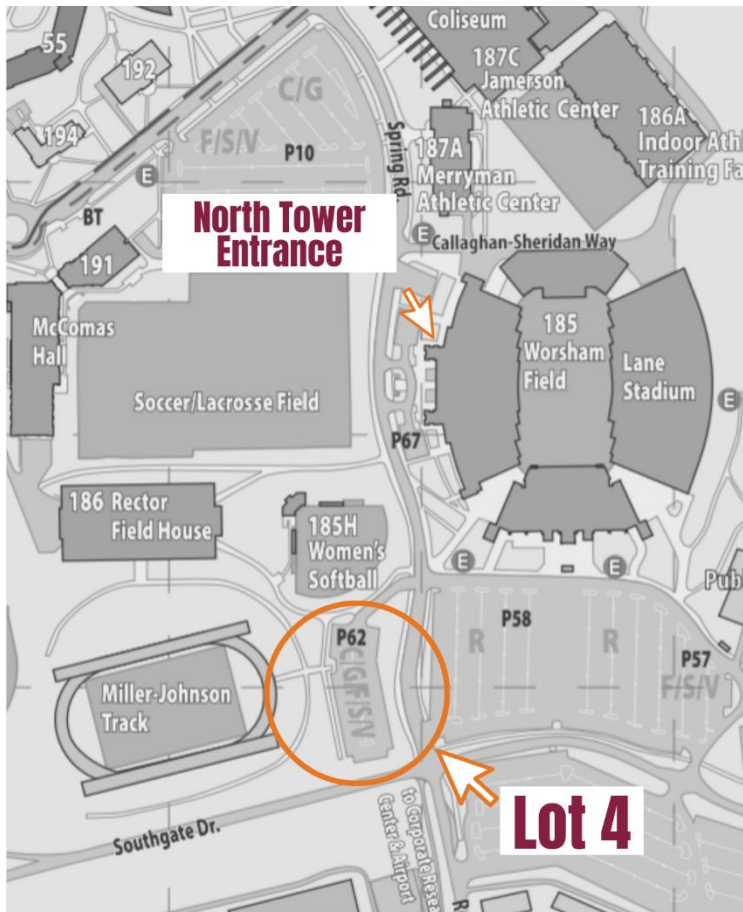 Coliseum
55
192
187C
Jamerson
Athletic Center
C/G
194
F/S/V
P10
Spring Rd.
187A
Merryman
Athletic Center
186A
Indoor Athl
Training Fa
E
BT
North Tower
Entrance
E
Callaghan-Sheridan Way
191
McComas
Hall
185
Worsham
Field
Lane
Stadium
Soccer/Lacrosse Field
E
P67
186 Rector
Field House
185H
Women's
Softball
E
E
Publ
P62
C/G/F/S/V
P58
R
R
P57
F/S/V
Miller-Johnson
Track
Southgate Dr.
to Corporate Resea
Center & Airport
Lot 4
R